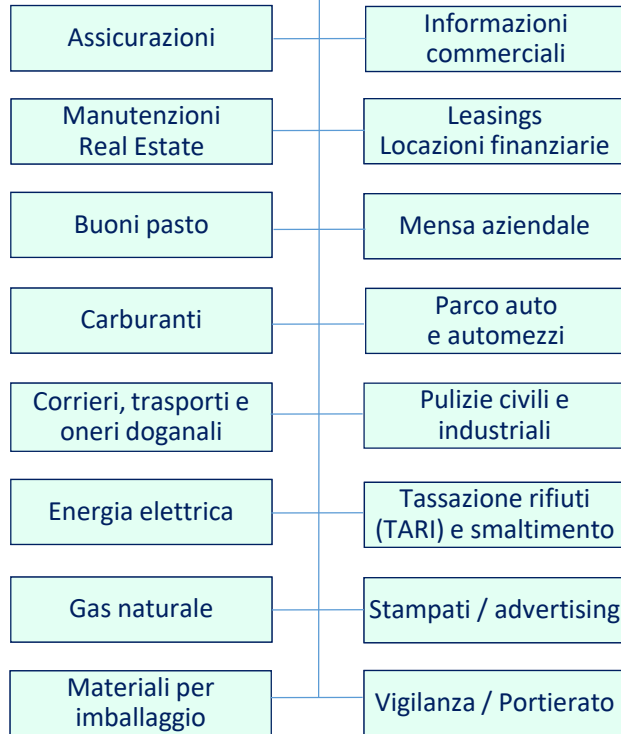 Assicurazioni
Informazioni
commerciali
Manutenzioni
Real Estate
Leasings
Locazioni finanziarie
Buoni pasto
Mensa aziendale
Carburanti
Parco auto
e automezzi
Corrieri, trasporti e
oneri doganali
Pulizie civili e
industriali
Energia elettrica
Tassazione rifiuti
(TARI) e smaltimento
Gas naturale
Stampati / advertising
Materiali per
imballaggio
Vigilanza / Portierato